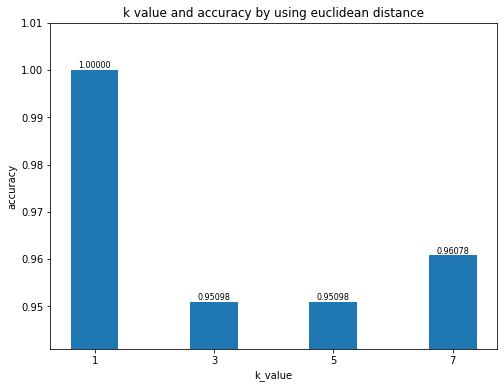 k value and accuracy by using euclidean distance
1.01
1.00
0.99
0.98
0.97
0.96
0.95
accuracy
1.00000
0.95098
0.95098
0.96078
1 3 5 7
k_value